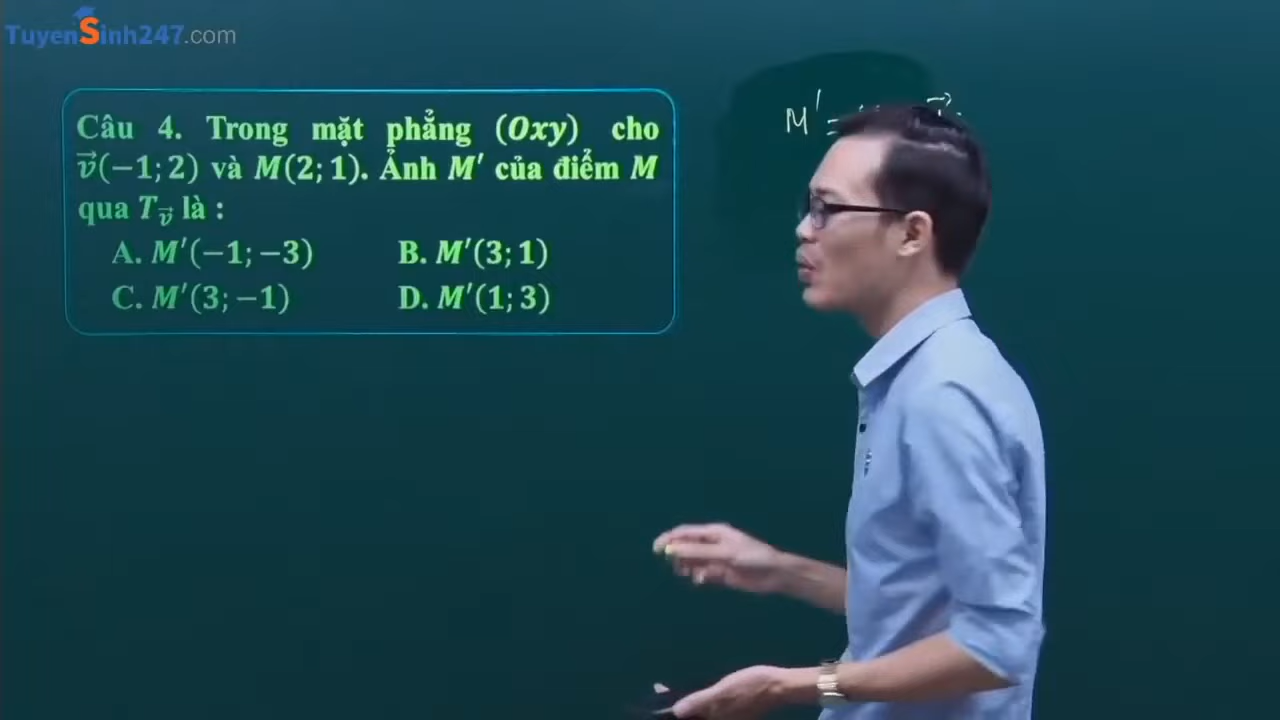 TuyenSinh247.com
Câu 4. Trong mặt phẳng (Oxy) cho
v⃗(−1; 2) và M(2; 1). Ảnh M′ của điểm M
qua T_v⃗ là :
A. M′(−1; −3) B. M′(3; 1)
C. M′(3; −1) D. M′(1; 3)
M′ =